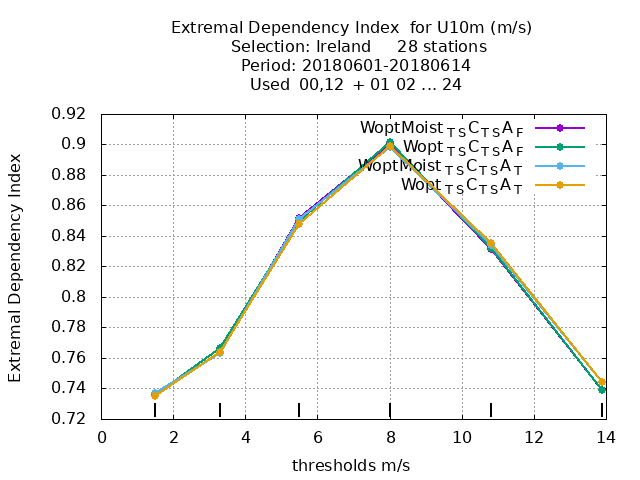 Extremal Dependency Index  for U10m (m/s)
Selection: Ireland     28 stations
Period: 20180601-20180614
Used  00,12  + 01 02 ... 24
WoptMoist TS C TS A F
Wopt TS C TS A F
WoptMoist TS C TS A T
Wopt TS C TS A T
Extremal Dependency Index
0.92
0.9
0.88
0.86
0.84
0.82
0.8
0.78
0.76
0.74
0.72
0 2 4 6 8 10 12 14
thresholds m/s